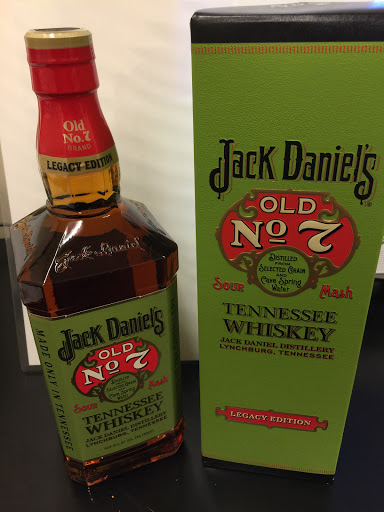 Old
No.7
BRAND
LEGACY EDITION
Jack Daniel
MADE ONLY IN TENNESSEE
Jack Daniel's
OLD
No 7
Sour Mash
TENNESSEE
WHISKEY
JACK DANIEL DISTILLERY
LYNCHBURG, TENNESSEE
Jack Daniel's
OLD
No 7
DISTILLED
FROM
SELECTED GRAIN
AND
Cave Spring
Water
Sour Mash
TENNESSEE
WHISKEY
JACK DANIEL DISTILLERY
LYNCHBURG, TENNESSEE
LEGACY EDITION